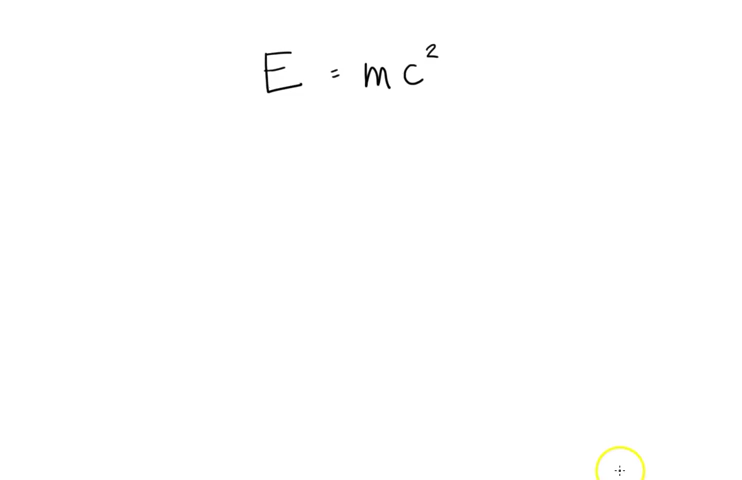 E = mc²